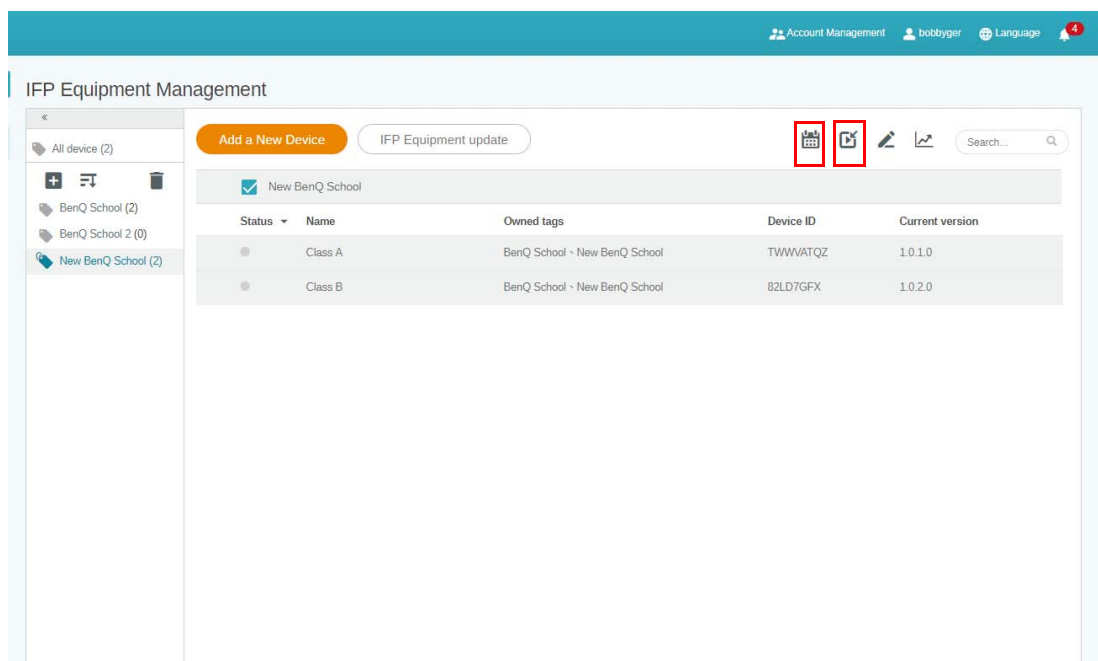 Account Management bobbyger Language 4
IFP Equipment Management
«
All device (2)
Add a New Device IFP Equipment update Search...
New BenQ School
BenQ School (2)
BenQ School 2 (0)
New BenQ School (2)
Status Name Owned tags Device ID Current version
Class A BenQ School、New BenQ School TWWVATQZ 1.0.1.0
Class B BenQ School、New BenQ School 82LD7GFX 1.0.2.0